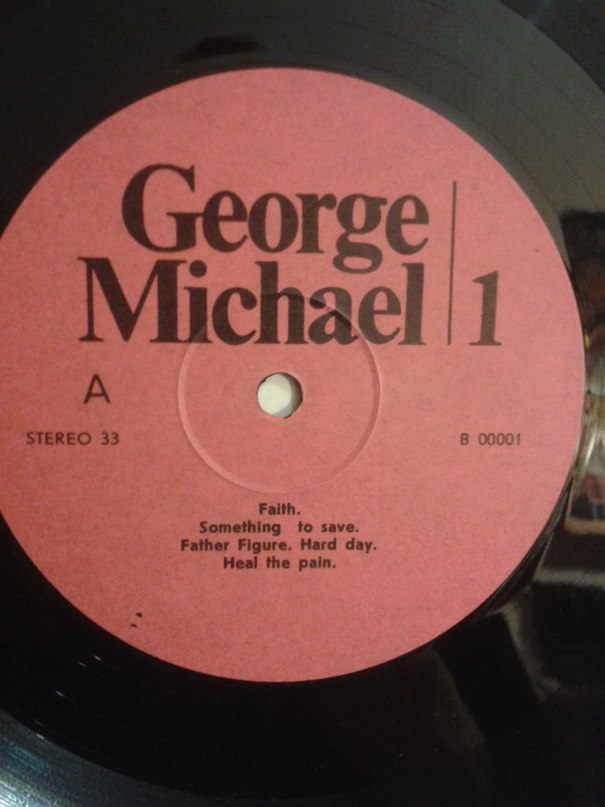 George
Michael 1
A
STEREO 33
B 00001
Faith.
Something to save.
Father Figure. Hard day.
Heal the pain.